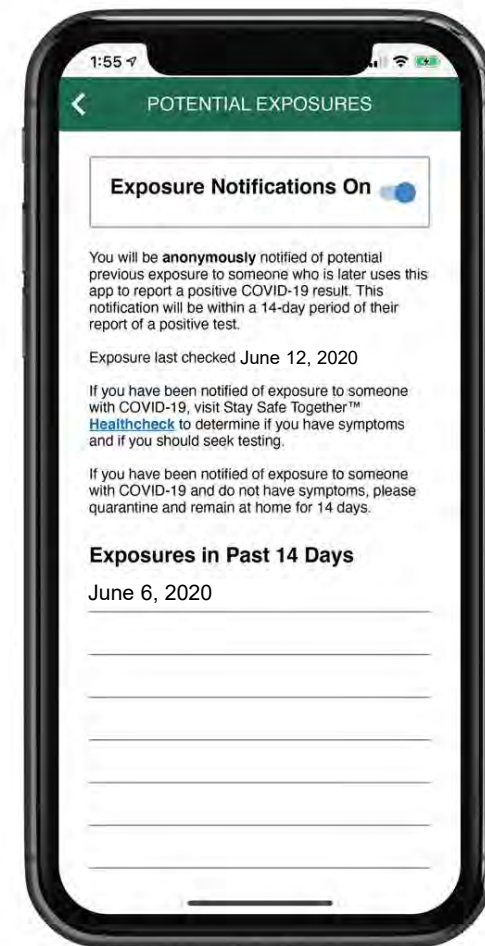 1:55
POTENTIAL EXPOSURES
Exposure Notifications On
You will be anonymously notified of potential
previous exposure to someone who is later uses this
app to report a positive COVID-19 result. This
notification will be within a 14-day period of their
report of a positive test.
Exposure last checked June 12, 2020
If you have been notified of exposure to someone
with COVID-19, visit Stay Safe Together™
Healthcheck to determine if you have symptoms
and if you should seek testing.
If you have been notified of exposure to someone
with COVID-19 and do not have symptoms, please
quarantine and remain at home for 14 days.
Exposures in Past 14 Days
June 6, 2020